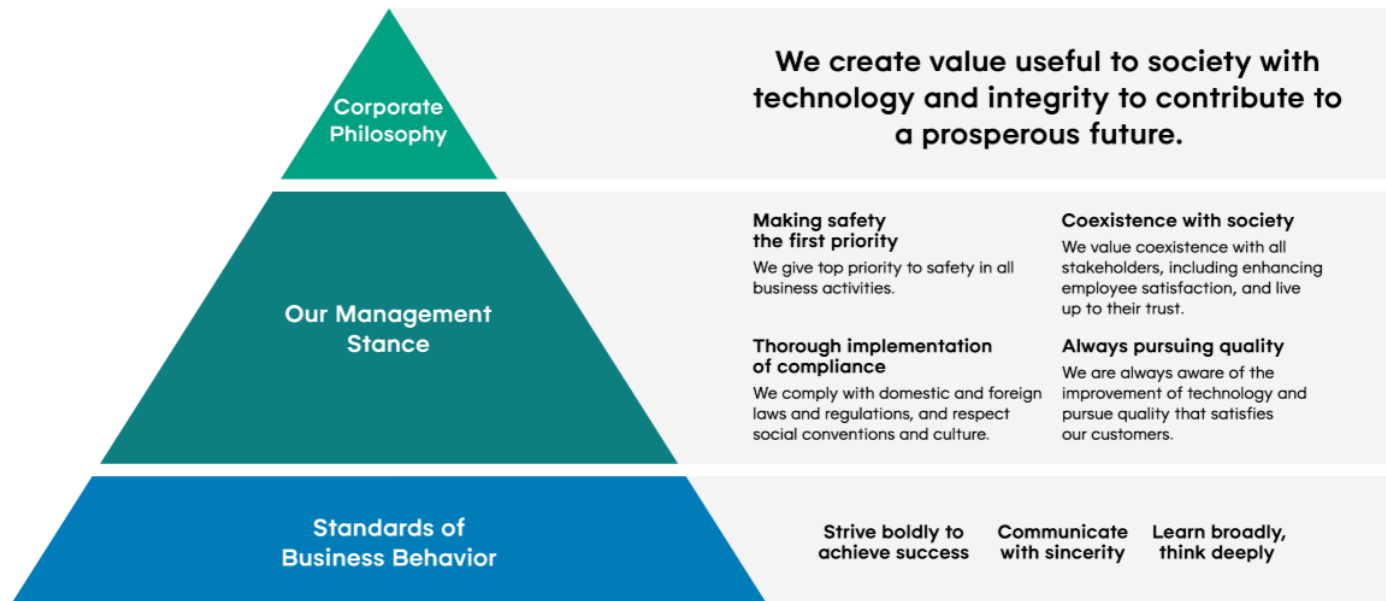 Corporate
Philosophy
We create value useful to society with
technology and integrity to contribute to
a prosperous future.
Our Management
Stance
Making safety
the first priority
We give top priority to safety in all
business activities.
Coexistence with society
We value coexistence with all
stakeholders, including enhancing
employee satisfaction, and live
up to their trust.
Thorough implementation
of compliance
We comply with domestic and foreign
laws and regulations, and respect
social conventions and culture.
Always pursuing quality
We are always aware of the
improvement of technology and
pursue quality that satisfies
our customers.
Standards of
Business Behavior
Strive boldly to
achieve success
Communicate
with sincerity
Learn broadly,
think deeply